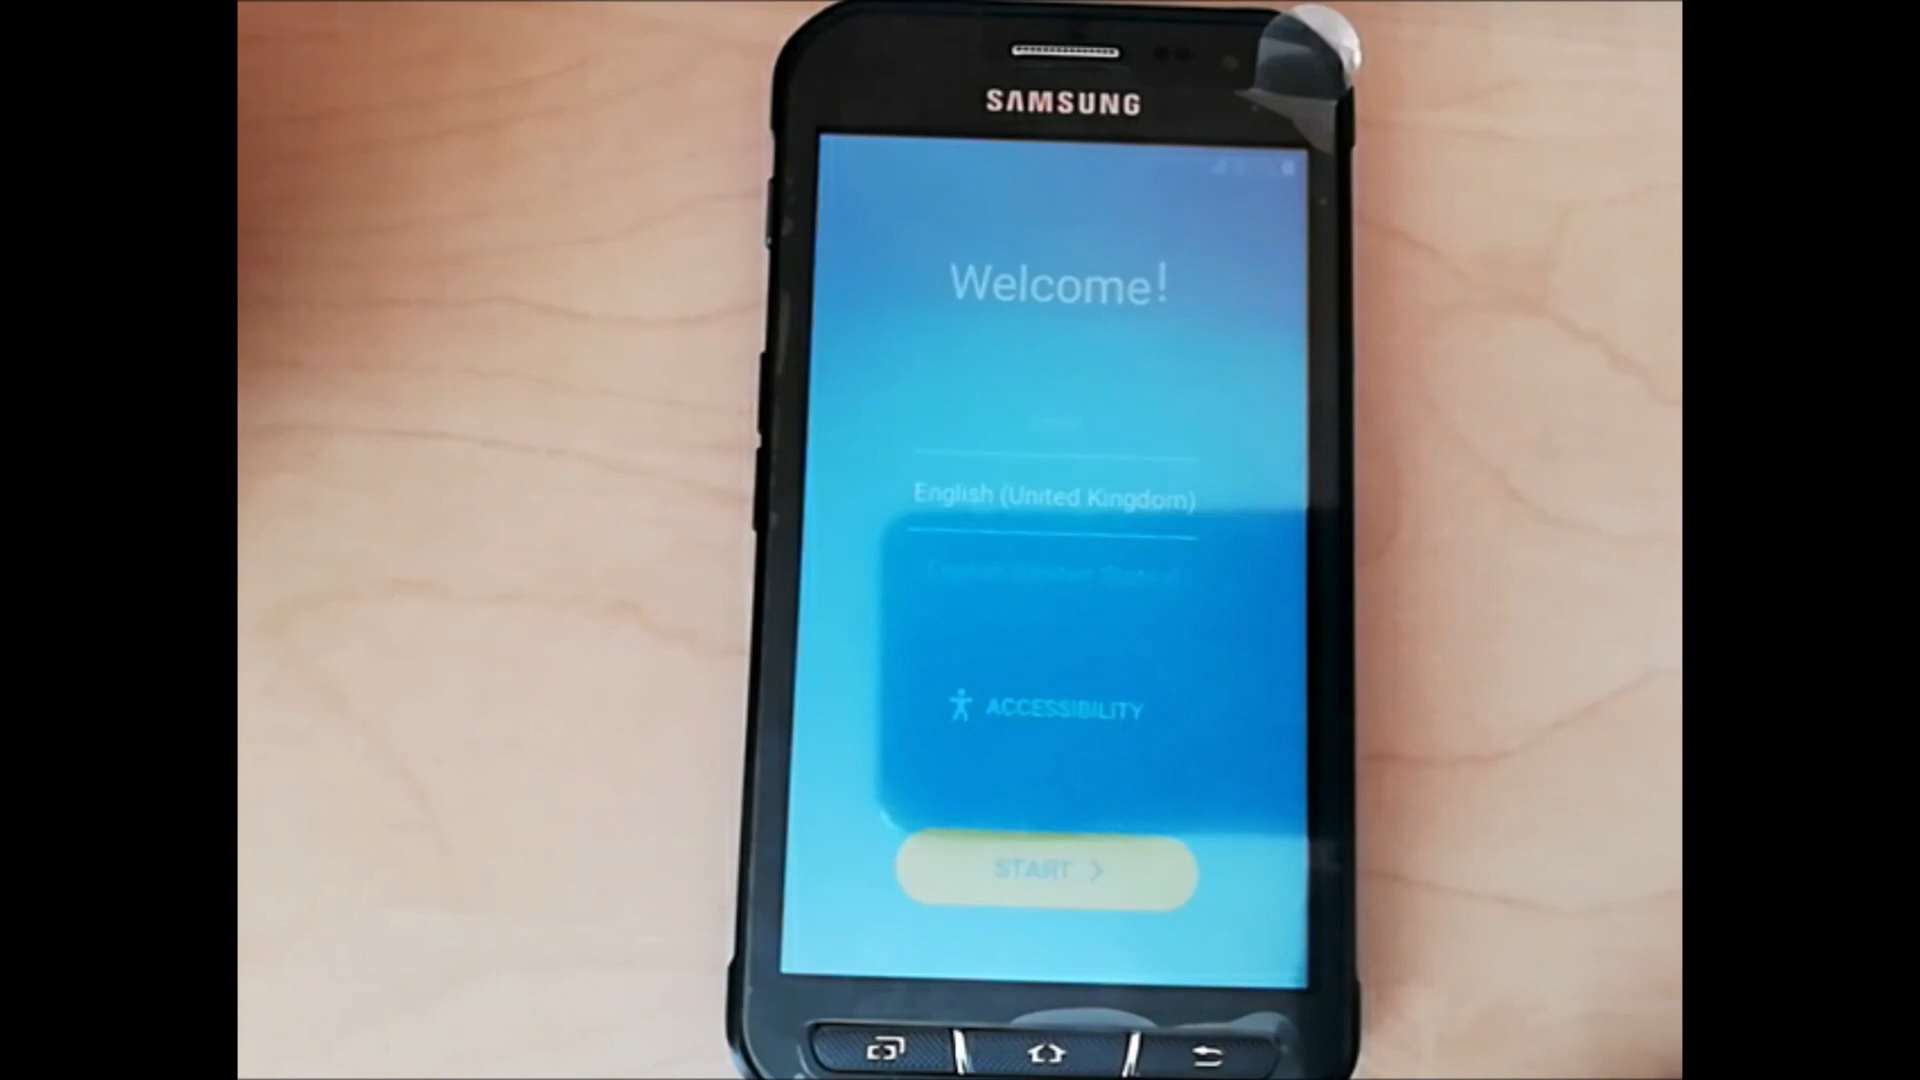 SAMSUNG
Welcome!
English (United Kingdom)
ACCESSIBILITY
START